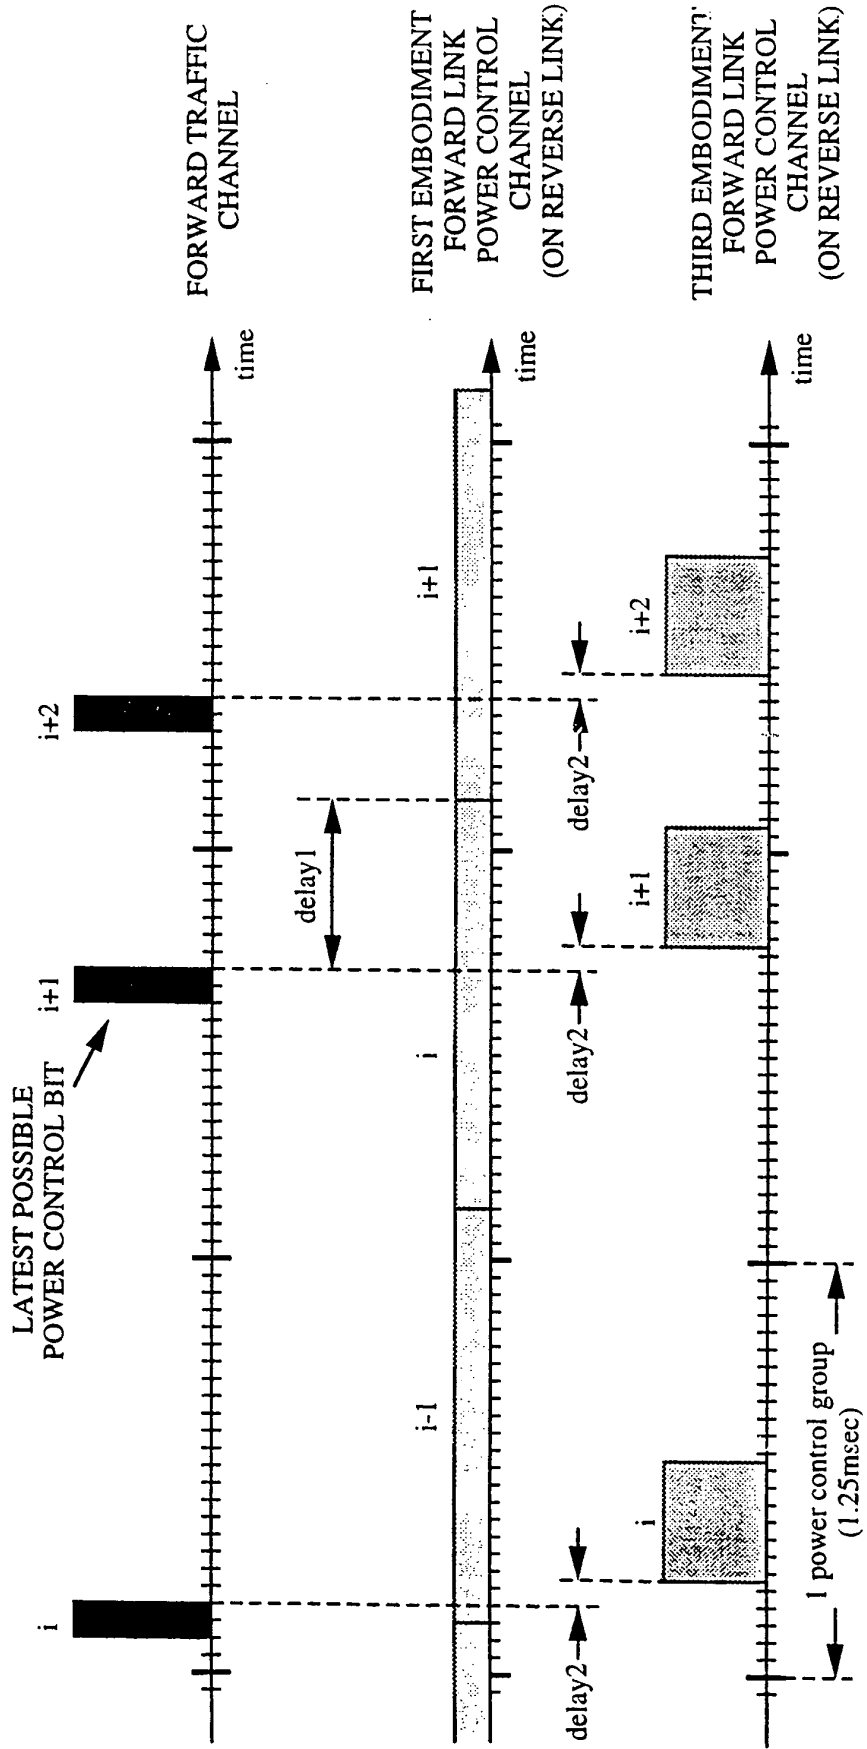 LATEST POSSIBLE
POWER CONTROL BIT
i
i+1
i+2
time
FORWARD TRAFFIC
CHANNEL
delay1
i-1
i
i+1
time
FIRST EMBODIMENT
FORWARD LINK
POWER CONTROL
CHANNEL
(ON REVERSE LINK)
delay2
delay2
delay2
i
i+1
i+2
time
THIRD EMBODIMENT
FORWARD LINK
POWER CONTROL
CHANNEL
(ON REVERSE LINK)
1 power control group
(1.25msec)